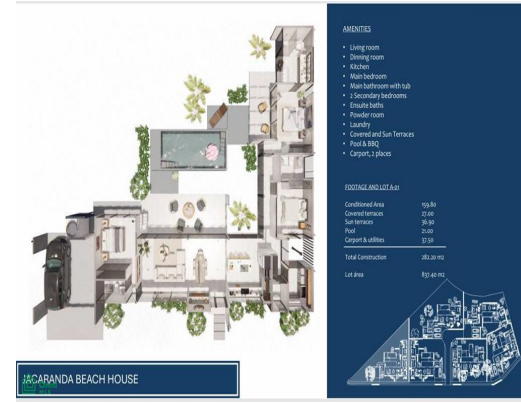 AMENITIES
• Living room
• Dinning room
• Kitchen
• Main bedroom
• Main bathroom with tub
• 2 Secondary bedrooms
• Ensuite baths
• Powder room
• Laundry
• Covered and Sun Terraces
• Pool & BBQ
• Carport, 2 places
FOOTAGE AND LOT A-01
Conditioned Area 159.80
Covered terraces 27.00
Sun terraces 36.90
Pool 21.00
Carport & utilities 37.50
Total Construction 282.20 m2
Lot área 837.40 m2
JACARANDA BEACH HOUSE